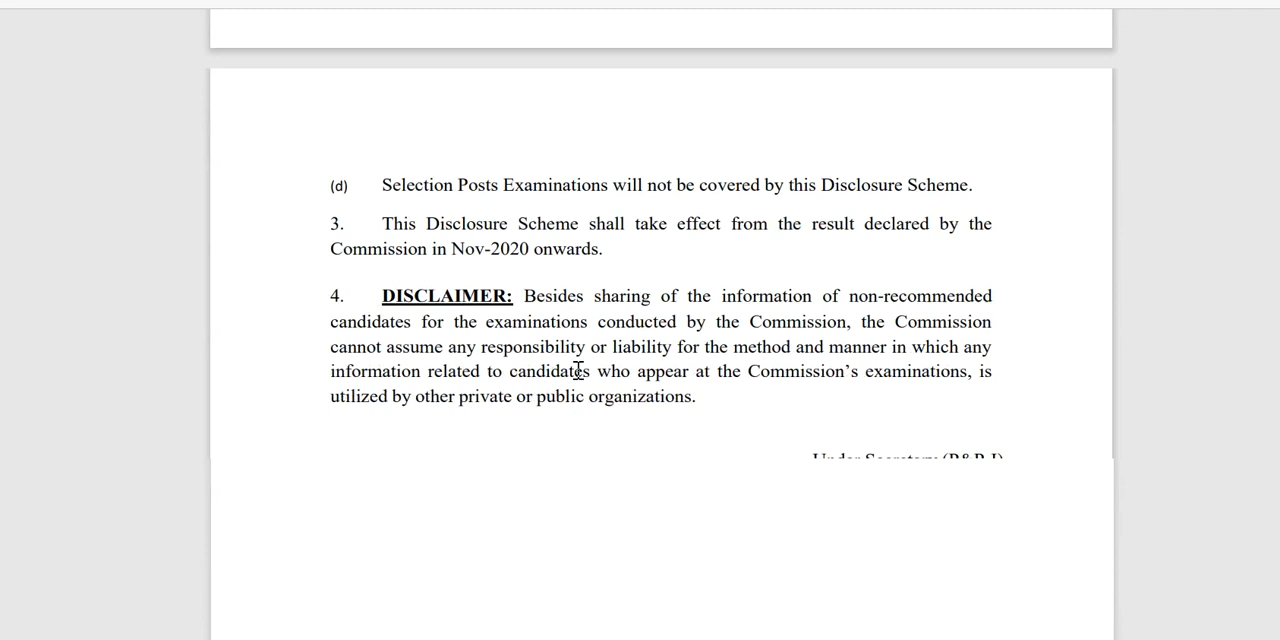 (d) Selection Posts Examinations will not be covered by this Disclosure Scheme.
3. This Disclosure Scheme shall take effect from the result declared by the
Commission in Nov-2020 onwards.
4. DISCLAIMER: Besides sharing of the information of non-recommended
candidates for the examinations conducted by the Commission, the Commission
cannot assume any responsibility or liability for the method and manner in which any
information related to candidates who appear at the Commission’s examinations, is
utilized by other private or public organizations.